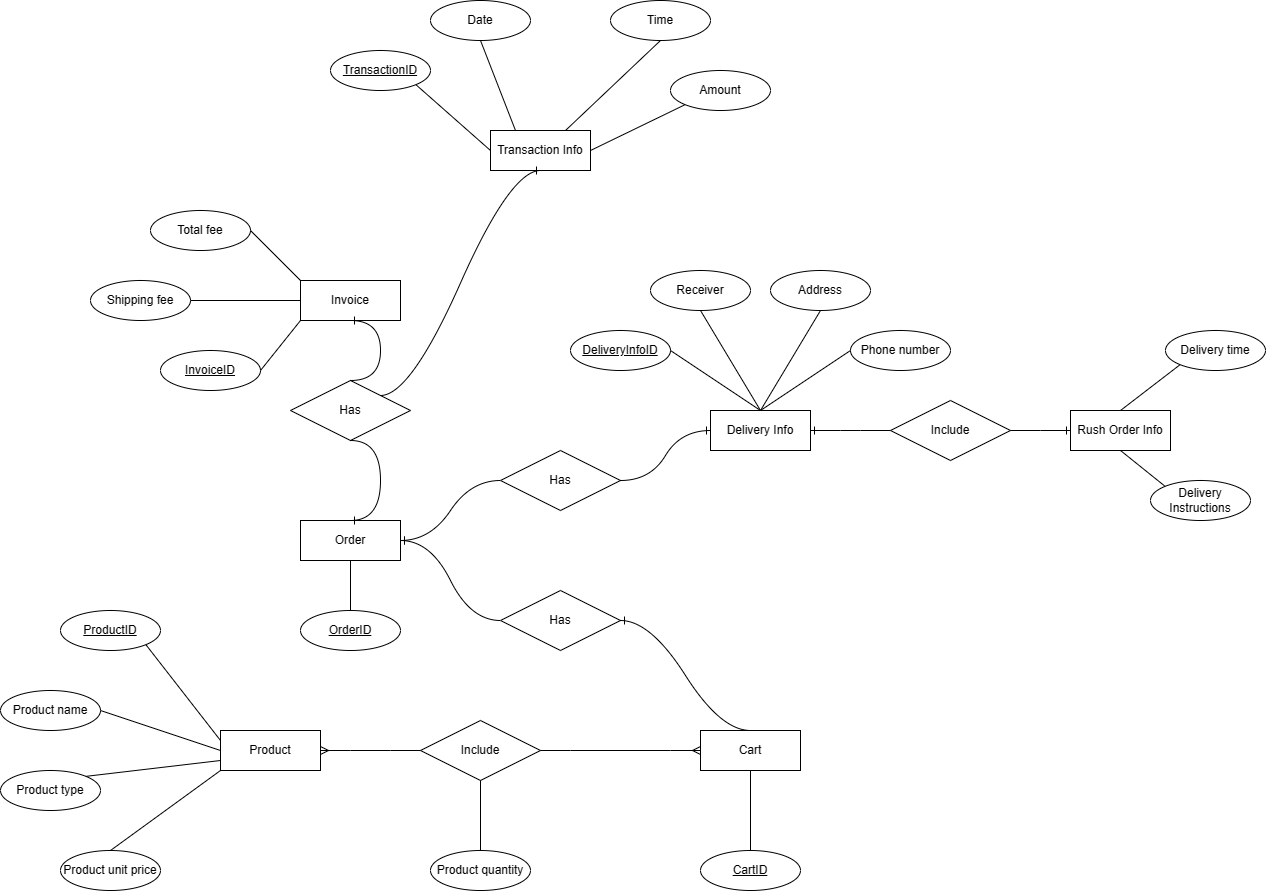 Date
Time
TransactionID
Amount
Transaction Info
Total fee
Shipping fee
Invoice
InvoiceID
Receiver
Address
DeliveryInfoID
Phone number
Delivery time
Has
Delivery Info
Include
Rush Order Info
Has
Delivery
Instructions
Order
Has
ProductID
OrderID
Product name
Product
Include
Cart
Product type
Product unit price
Product quantity
CartID